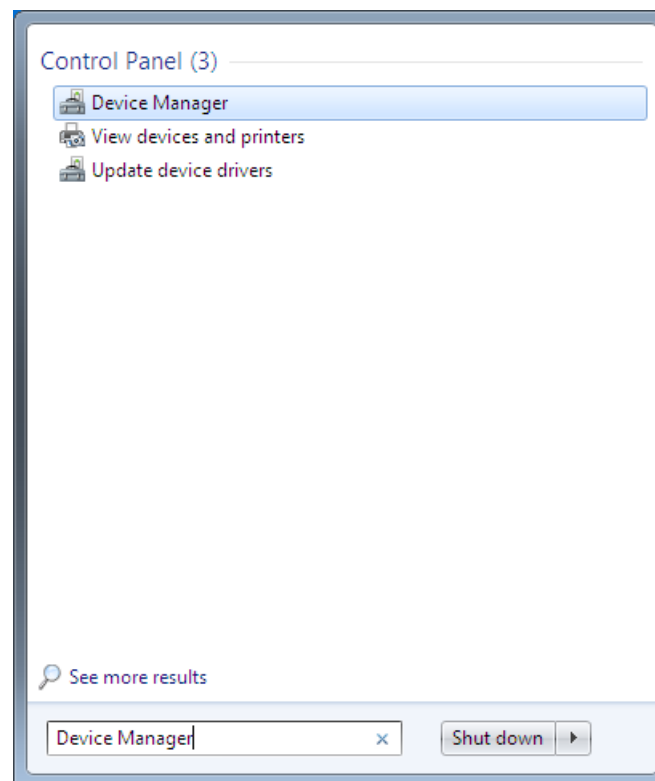 Control Panel (3)
Device Manager
View devices and printers
Update device drivers
See more results
Device Manager
Shut down